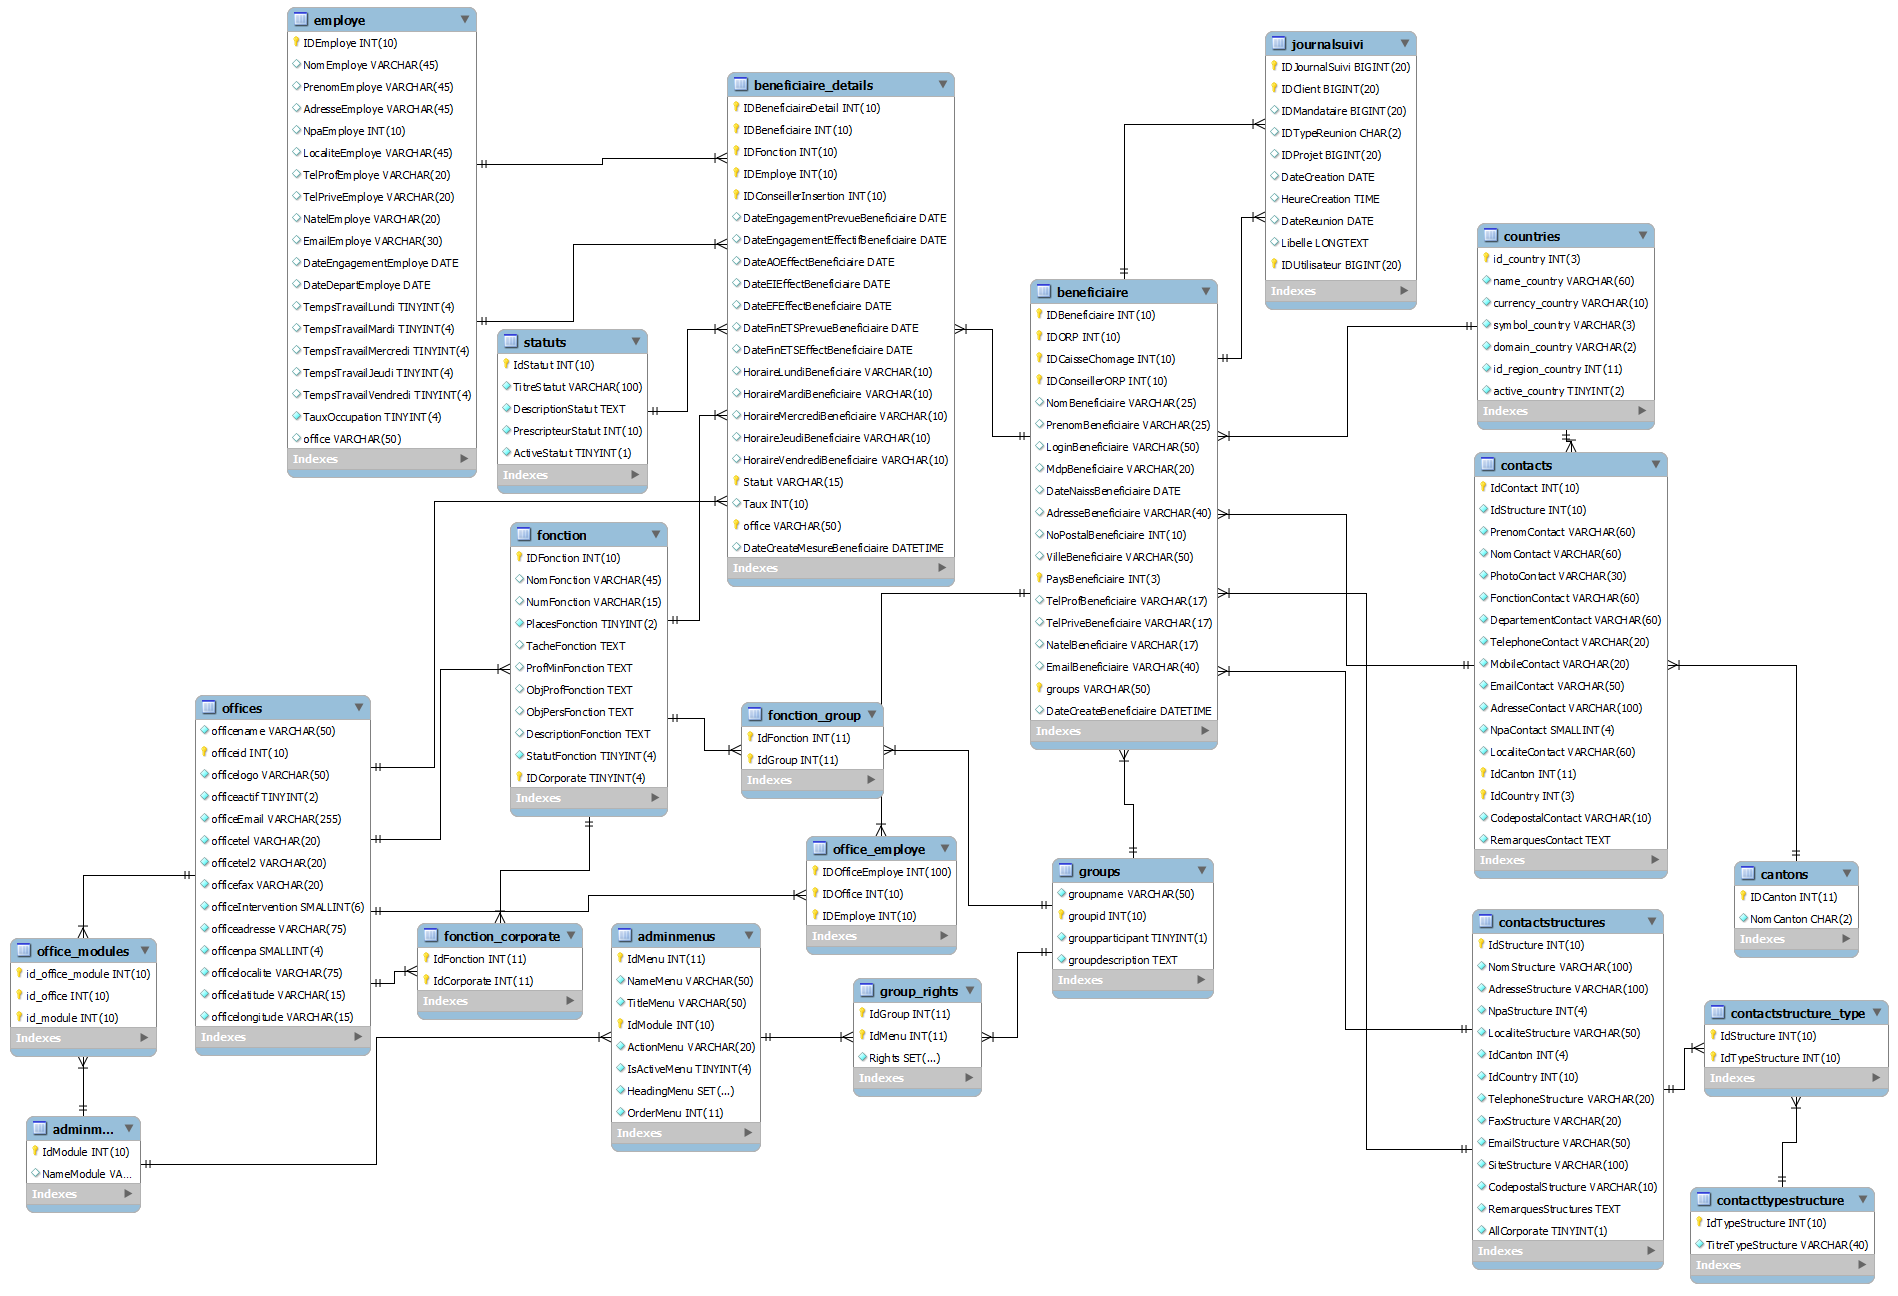 employe
IDEmploye INT(10)
NomEmploye VARCHAR(45)
PrenomEmploye VARCHAR(45)
AdresseEmploye VARCHAR(45)
NpaEmploye INT(10)
LocaliteEmploye VARCHAR(45)
TelProfEmploye VARCHAR(20)
TelPriveEmploye VARCHAR(20)
NatelEmploye VARCHAR(20)
EmailEmploye VARCHAR(30)
DateEngagementEmploye DATE
DateDepartEmploye DATE
TempsTravailLundi TINYINT(4)
TempsTravailMardi TINYINT(4)
TempsTravailMercredi TINYINT(4)
TempsTravailJeudi TINYINT(4)
TempsTravailVendredi TINYINT(4)
TauxOccupation TINYINT(4)
office VARCHAR(50)
Indexes
beneficiaire_details
IDBeneficiaireDetail INT(10)
IDBeneficiaire INT(10)
IDFonction INT(10)
IDEmploye INT(10)
IDConseillerInsertion INT(10)
DateEngagementPrevueBeneficiaire DATE
DateEngagementEffectifBeneficiaire DATE
DateAOEffectBeneficiaire DATE
DateEIEffectBeneficiaire DATE
DateEFEffectBeneficiaire DATE
DateFinETSPrevueBeneficiaire DATE
DateFinETSEffectBeneficiaire DATE
HoraireLundiBeneficiaire VARCHAR(10)
HoraireMardiBeneficiaire VARCHAR(10)
HoraireMercrediBeneficiaire VARCHAR(10)
HoraireJeudiBeneficiaire VARCHAR(10)
HoraireVendrediBeneficiaire VARCHAR(10)
Statut VARCHAR(15)
Taux INT(10)
office VARCHAR(50)
DateCreateMesureBeneficiaire DATETIME
Indexes
journalsuivi
IDJournalSuivi BIGINT(20)
IDClient BIGINT(20)
IDMandataire BIGINT(20)
IDTypeReunion CHAR(2)
IDProjet BIGINT(20)
DateCreation DATE
HeureCreation TIME
DateReunion DATE
Libelle LONGTEXT
IDUtilisateur BIGINT(20)
Indexes
countries
id_country INT(3)
name_country VARCHAR(60)
currency_country VARCHAR(10)
symbol_country VARCHAR(3)
domain_country VARCHAR(2)
id_region_country INT(11)
active_country TINYINT(2)
Indexes
statuts
IdStatut INT(10)
TitreStatut VARCHAR(100)
DescriptionStatut TEXT
PrescripteurStatut INT(10)
ActiveStatut TINYINT(1)
Indexes
beneficiaire
IDBeneficiaire INT(10)
IDORP INT(10)
IDCaisseChomage INT(10)
IDConseillerORP INT(10)
NomBeneficiaire VARCHAR(25)
PrenomBeneficiaire VARCHAR(25)
LoginBeneficiaire VARCHAR(50)
MdpBeneficiaire VARCHAR(20)
DateNaissBeneficiaire DATE
AdresseBeneficiaire VARCHAR(40)
NoPostalBeneficiaire INT(10)
VilleBeneficiaire VARCHAR(50)
PaysBeneficiaire INT(3)
TelProfBeneficiaire VARCHAR(17)
TelPriveBeneficiaire VARCHAR(17)
NatelBeneficiaire VARCHAR(17)
EmailBeneficiaire VARCHAR(40)
groups VARCHAR(50)
DateCreateBeneficiaire DATETIME
Indexes
contacts
IdContact INT(10)
IdStructure INT(10)
PrenomContact VARCHAR(60)
NomContact VARCHAR(60)
PhotoContact VARCHAR(30)
FonctionContact VARCHAR(60)
DepartementContact VARCHAR(60)
TelephoneContact VARCHAR(20)
MobileContact VARCHAR(20)
EmailContact VARCHAR(50)
AdresseContact VARCHAR(100)
NpaContact SMALLINT(4)
LocaliteContact VARCHAR(60)
IdCanton INT(11)
IdCountry INT(3)
CodepostalContact VARCHAR(10)
RemarquesContact TEXT
Indexes
fonction
IDFonction INT(10)
NomFonction VARCHAR(45)
NumFonction VARCHAR(15)
PlacesFonction TINYINT(2)
TacheFonction TEXT
ProfMinFonction TEXT
ObjProfFonction TEXT
ObjPersFonction TEXT
DescriptionFonction TEXT
StatutFonction TINYINT(4)
IDCorporate TINYINT(4)
Indexes
offices
officename VARCHAR(50)
officeid INT(10)
officelogo VARCHAR(50)
officeactif TINYINT(2)
officeEmail VARCHAR(255)
officetel VARCHAR(20)
officetel2 VARCHAR(20)
officefax VARCHAR(20)
officeIntervention SMALLINT(6)
officeadresse VARCHAR(75)
officenpa SMALLINT(4)
officelocalite VARCHAR(75)
officelatitude VARCHAR(15)
officelongitude VARCHAR(15)
Indexes
fonction_group
IdFonction INT(11)
IdGroup INT(11)
Indexes
office_employe
IDOfficeEmploye INT(100)
IDOffice INT(10)
IDEmploye INT(10)
Indexes
groups
groupname VARCHAR(50)
groupid INT(10)
groupparticipant TINYINT(1)
groupdescription TEXT
Indexes
cantons
IDCanton INT(11)
NomCanton CHAR(2)
Indexes
office_modules
id_office_module INT(10)
id_office INT(10)
id_module INT(10)
Indexes
fonction_corporate
IdFonction INT(11)
IdCorporate INT(11)
Indexes
adminmenus
IdMenu INT(11)
NameMenu VARCHAR(50)
TitleMenu VARCHAR(50)
IdModule INT(10)
ActionMenu VARCHAR(20)
IsActiveMenu TINYINT(4)
HeadingMenu SET(...)
OrderMenu INT(11)
Indexes
group_rights
IdGroup INT(11)
IdMenu INT(11)
Rights SET(...)
Indexes
contactstructures
IdStructure INT(10)
NomStructure VARCHAR(100)
AdresseStructure VARCHAR(100)
NpaStructure INT(4)
LocaliteStructure VARCHAR(50)
IdCanton INT(4)
IdCountry INT(10)
TelephoneStructure VARCHAR(20)
FaxStructure VARCHAR(20)
EmailStructure VARCHAR(50)
SiteStructure VARCHAR(100)
CodepostalStructure VARCHAR(10)
RemarquesStructures TEXT
AllCorporate TINYINT(1)
Indexes
contactstructure_type
IdStructure INT(10)
IdTypeStructure INT(10)
Indexes
adminm...
IdModule INT(10)
NameModule VA...
Indexes
contacttypestructure
IdTypeStructure INT(10)
TitreTypeStructure VARCHAR(40)
Indexes